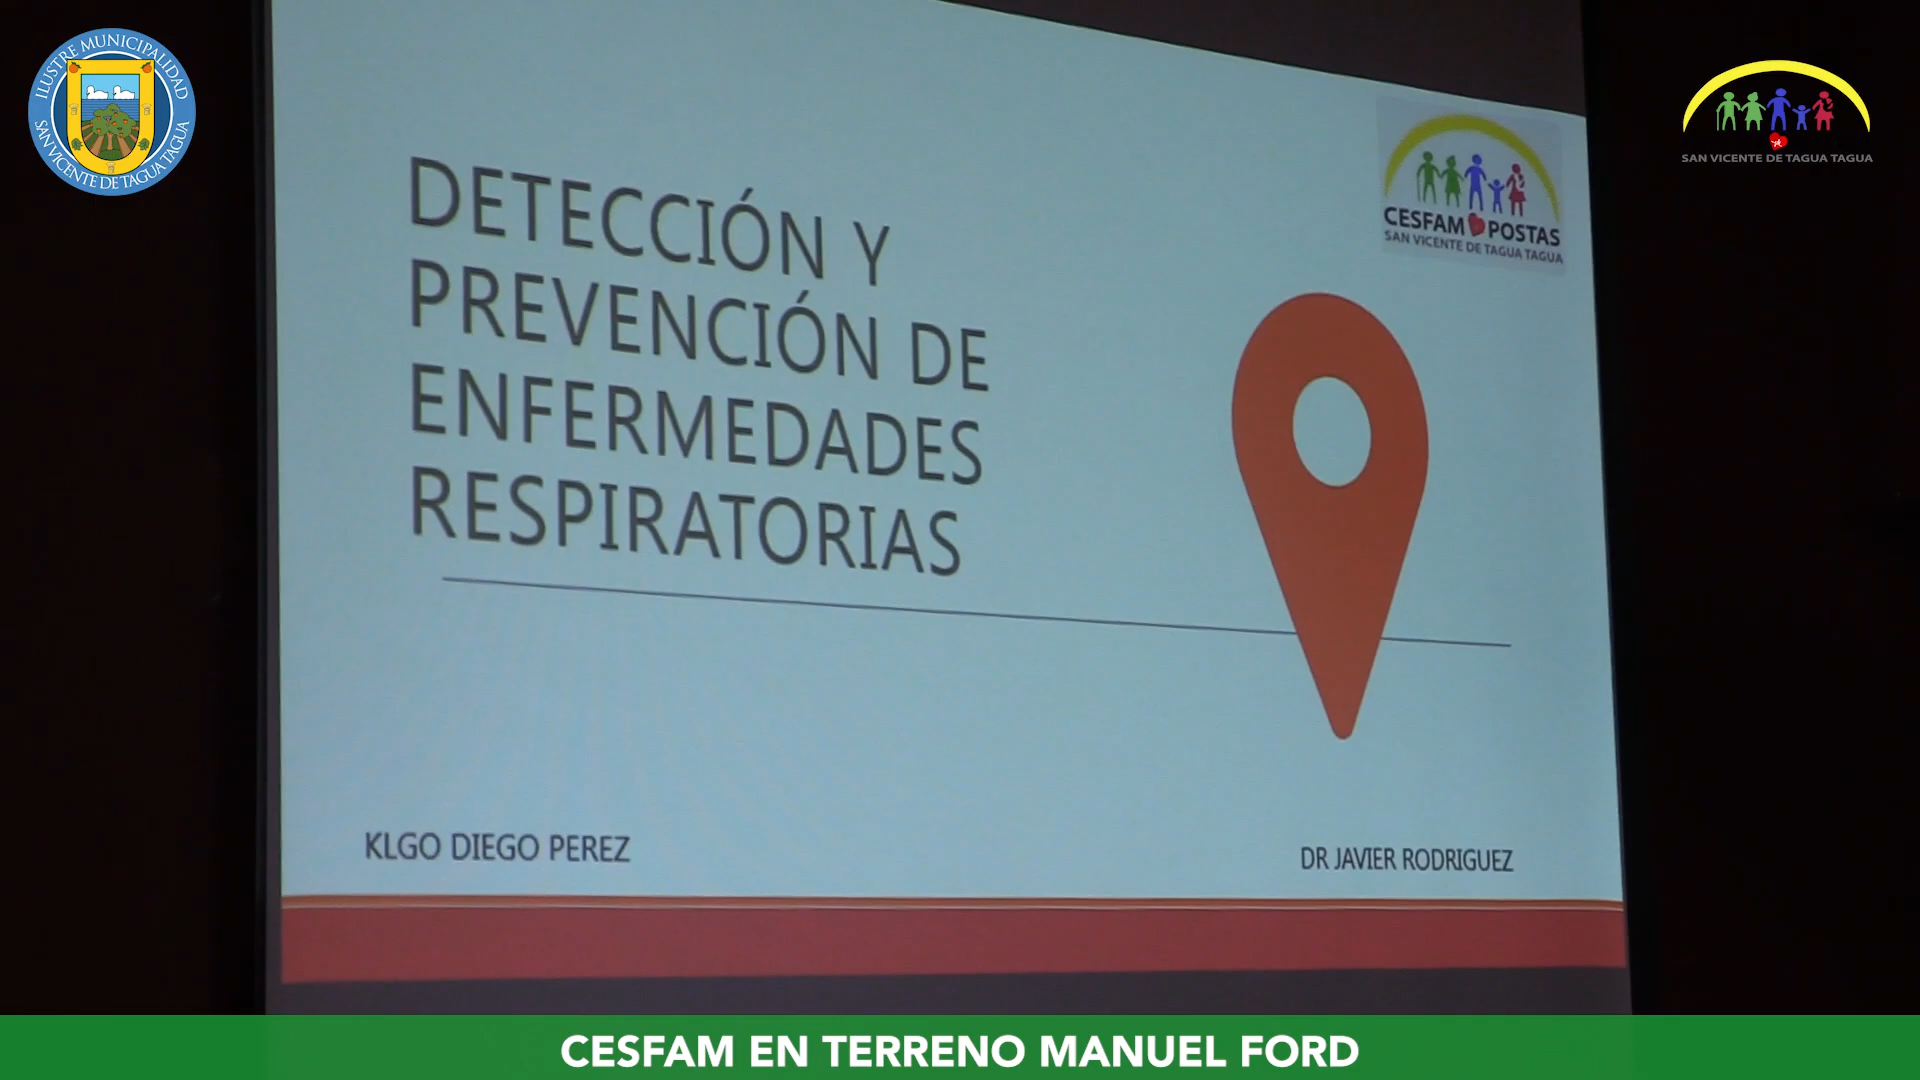 ILUSTRE MUNICIPALIDAD
SAN VICENTE DE TAGUA TAGUA
SAN VICENTE DE TAGUA TAGUA
CESFAM POSTAS
SAN VICENTE DE TAGUA TAGUA
DETECCIÓN Y
PREVENCIÓN DE
ENFERMEDADES
RESPIRATORIAS
KLGO DIEGO PEREZ
DR JAVIER RODRIGUEZ
CESFAM EN TERRENO MANUEL FORD